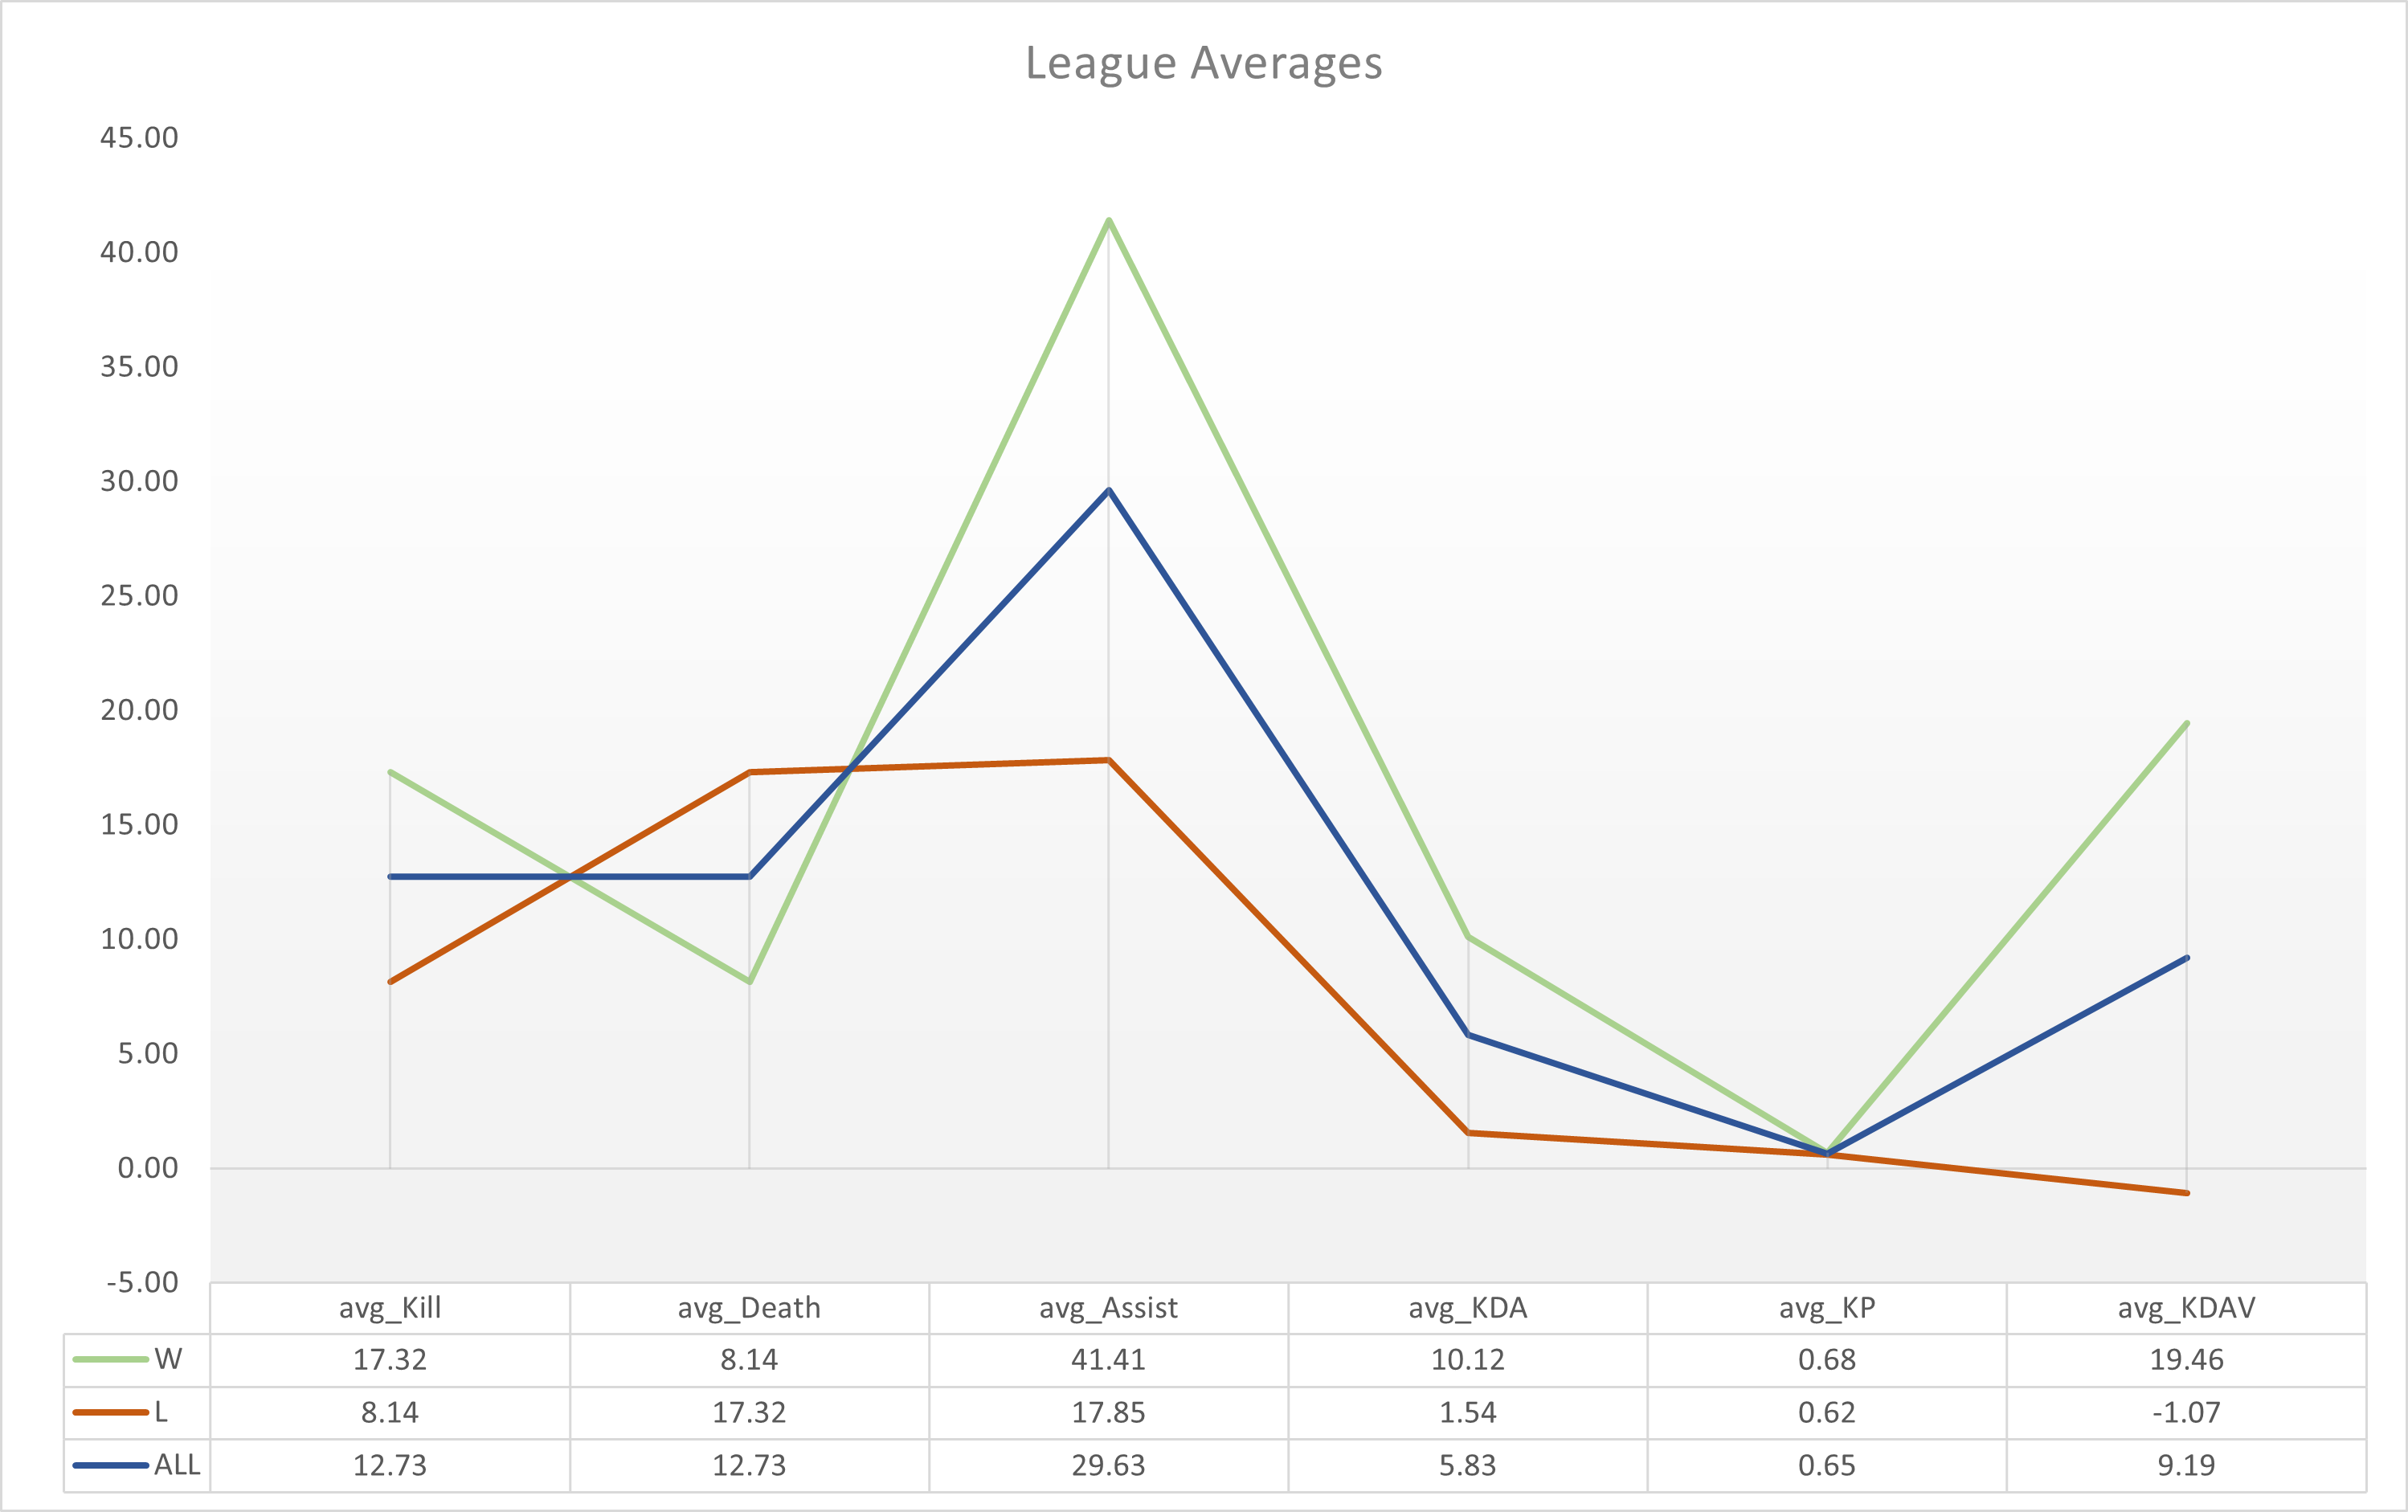 League Averages
45.00
40.00
35.00
30.00
25.00
20.00
15.00
10.00
5.00
0.00
-5.00
avg_Kill avg_Death avg_Assist avg_KDA avg_KP avg_KDAV
W 17.32 8.14 41.41 10.12 0.68 19.46
L 8.14 17.32 17.85 1.54 0.62 -1.07
ALL 12.73 12.73 29.63 5.83 0.65 9.19